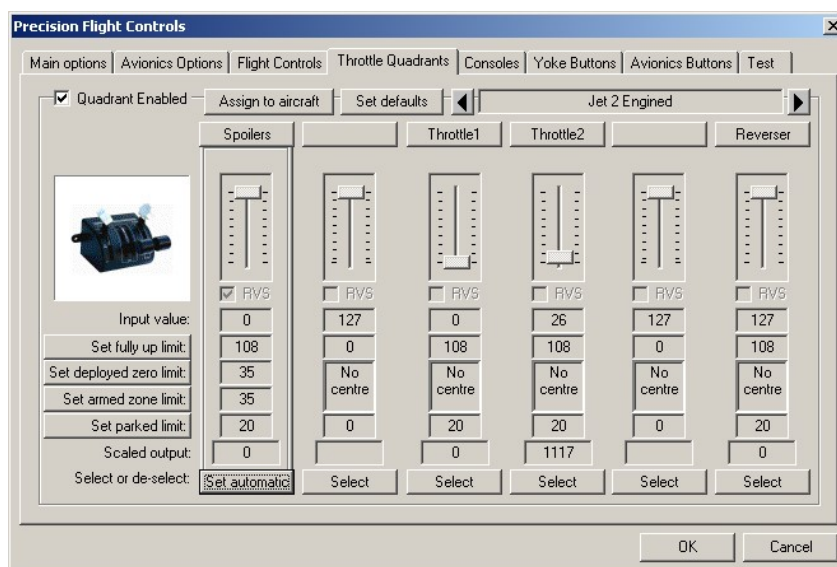 Precision Flight Controls
Main options Avionics Options Flight Controls Throttle Quadrants Consoles Yoke Buttons Avionics Buttons Test
Quadrant Enabled Assign to aircraft Set defaults Jet 2 Engined
Spoilers Throttle1 Throttle2 Reverser
RVS RVS RVS RVS RVS RVS
Input value: 0 127 0 26 127 127
Set fully up limit: 108 0 108 108 0 108
Set deployed zero limit: 35 No No No No No
centre centre centre centre centre
Set armed zone limit: 35
Set parked limit: 20 0 20 20 0 20
Scaled output: 0 0 1117 0
Select or de-select: Set automatic Select Select Select Select Select
OK Cancel